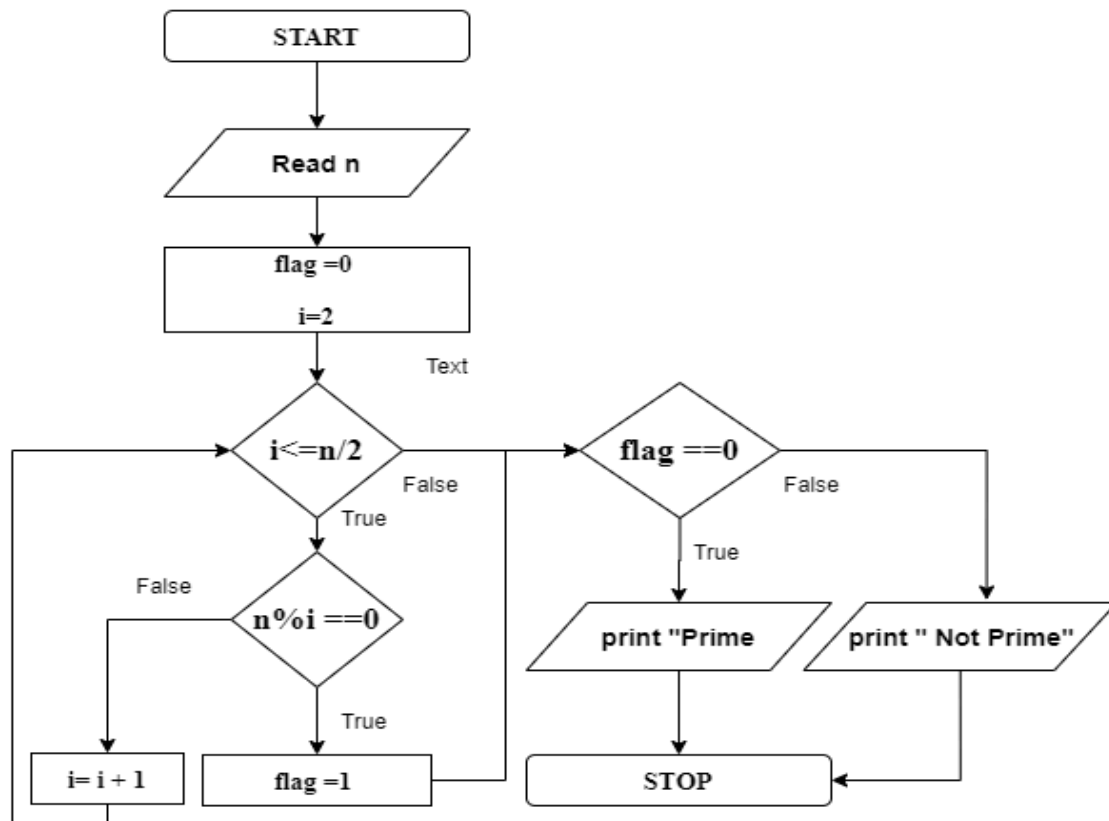 START
Read n
flag =0
i=2
Text
i<=n/2
flag ==0
False
False
True
True
False
n%i ==0
print "Prime
print " Not Prime"
True
i= i + 1
flag =1
STOP